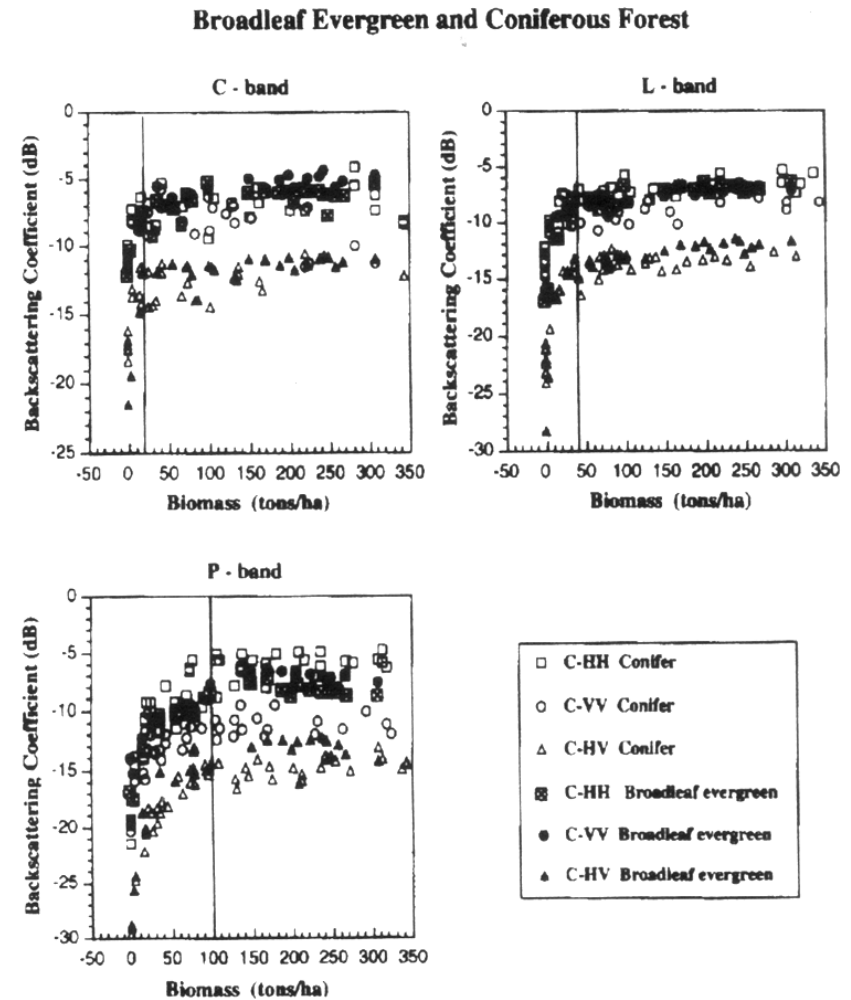 Broadleaf Evergreen and Coniferous Forest
C - band
L - band
0
-5
-10
-15
-20
-25
Backscattering Coefficient (dB)
-50 0 50 100 150 200 250 300 350
Biomass (tons/ha)
0
-5
-10
-15
-20
-25
-30
Backscattering Coefficient (dB)
-50 0 50 100 150 200 250 300 350
Biomass (tons/ha)
P - band
0
-5
-10
-15
-20
-25
-30
Backscattering Coefficient (dB)
-50 0 50 100 150 200 250 300 350
Biomass (tons/ha)
C-HH Conifer
C-VV Conifer
C-HV Conifer
C-HH Broadleaf evergreen
C-VV Broadleaf evergreen
C-HV Broadleaf evergreen